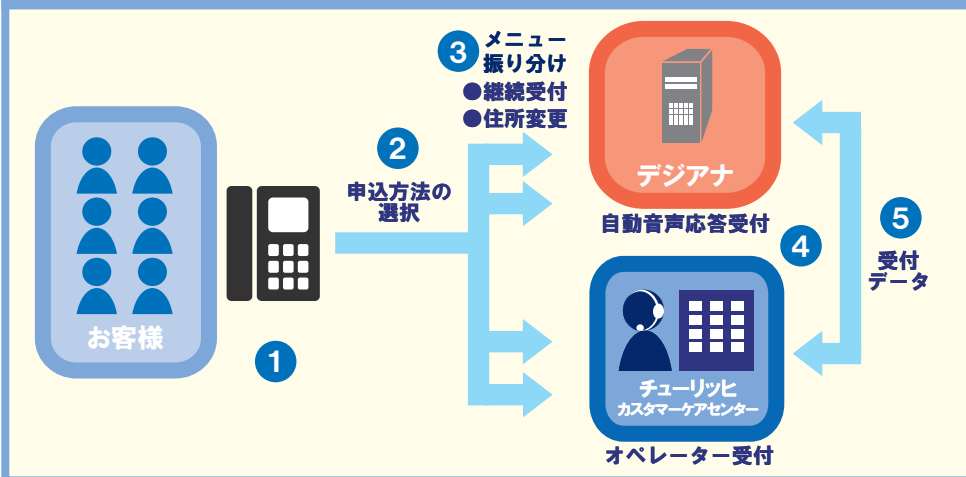 お客様
1
2
申込方法の
選択
3
メニュー
振り分け
●継続受付
●住所変更
デジアナ
自動音声応答受付
4
チューリッヒ
カスタマーケアセンター
オペレーター受付
5
受付
データ